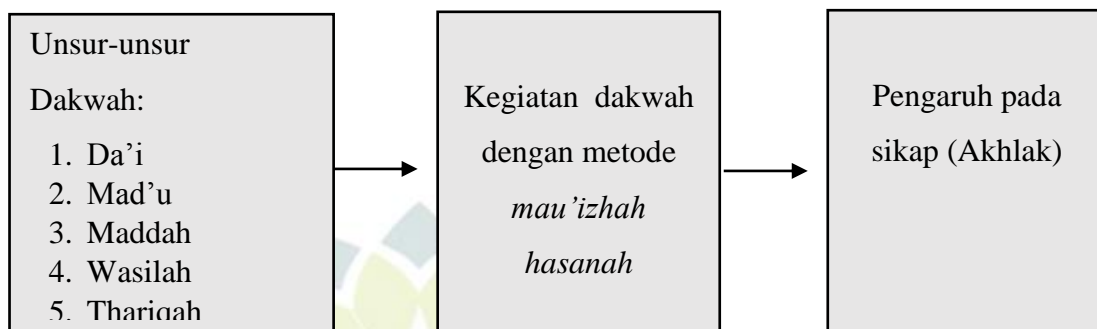 Unsur-unsur
Dakwah:
1. Da’i
2. Mad’u
3. Maddah
4. Wasilah
5. Thariqah
Kegiatan dakwah
dengan metode
mau’izhah
hasanah
Pengaruh pada
sikap (Akhlak)